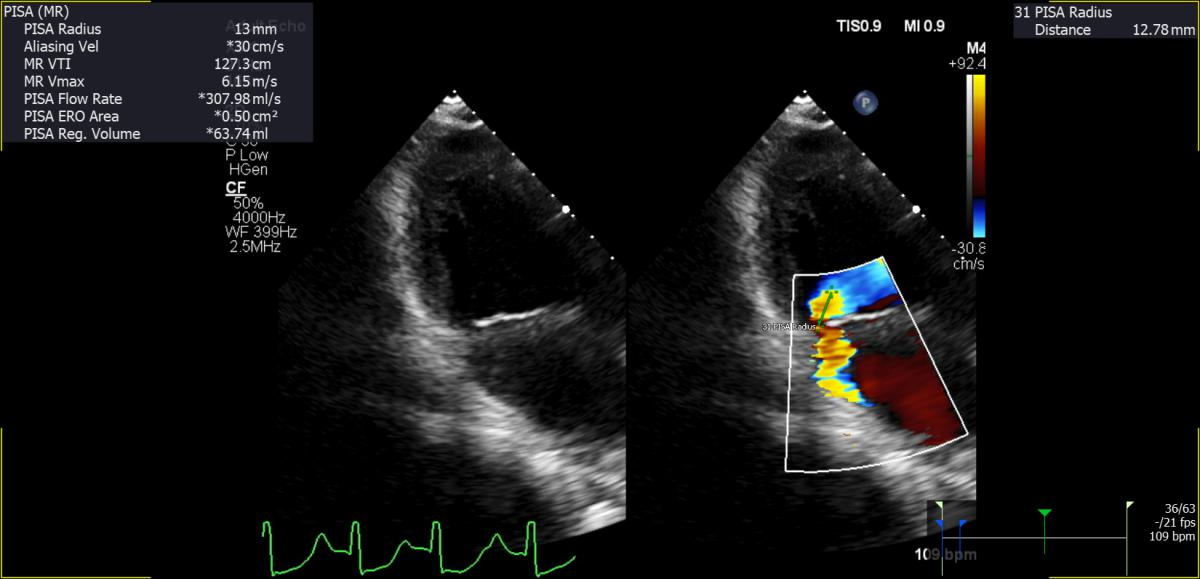 PISA (MR)
PISA Radius 13 mm
Aliasing Vel *30 cm/s
MR VTI 127.3 cm
MR Vmax 6.15 m/s
PISA Flow Rate *307.98 ml/s
PISA ERO Area *0.50 cm²
PISA Reg. Volume *63.74 ml
Echo
P Low
HGen
CF
50%
4000Hz
WF 399Hz
2.5MHz
TIS0.9 MI 0.9
P
M4
+92.4
-30.8
cm/s
31 PISA Radius
Distance 12.78 mm
31 PISA Radius
36/63
-/21 fps
109 bpm
109 bpm